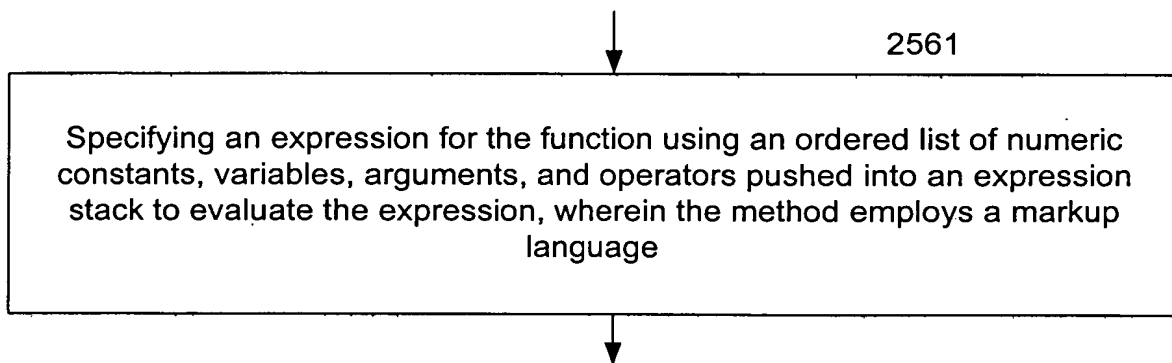 2561
Specifying an expression for the function using an ordered list of numeric
constants, variables, arguments, and operators pushed into an expression
stack to evaluate the expression, wherein the method employs a markup
language